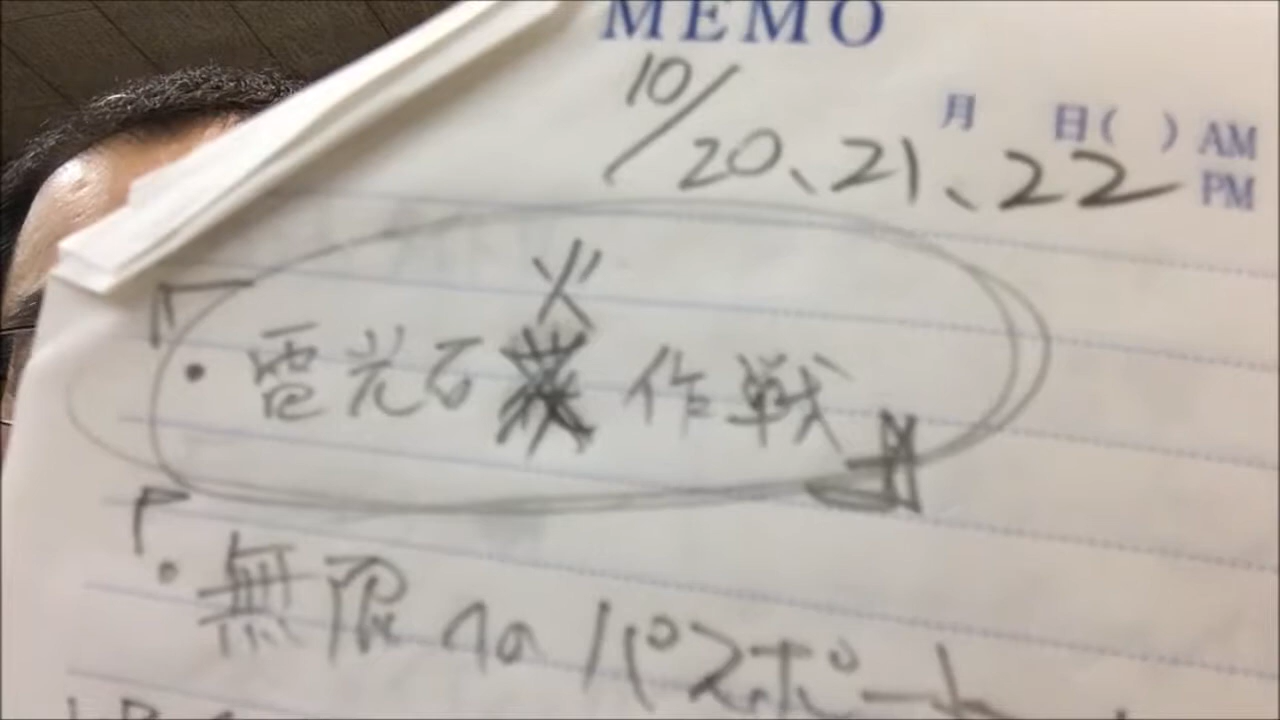 MEMO
月 日( ) AM PM
10/20、21、22
火
「・電光石 作戦」
「・無限へのパスポート